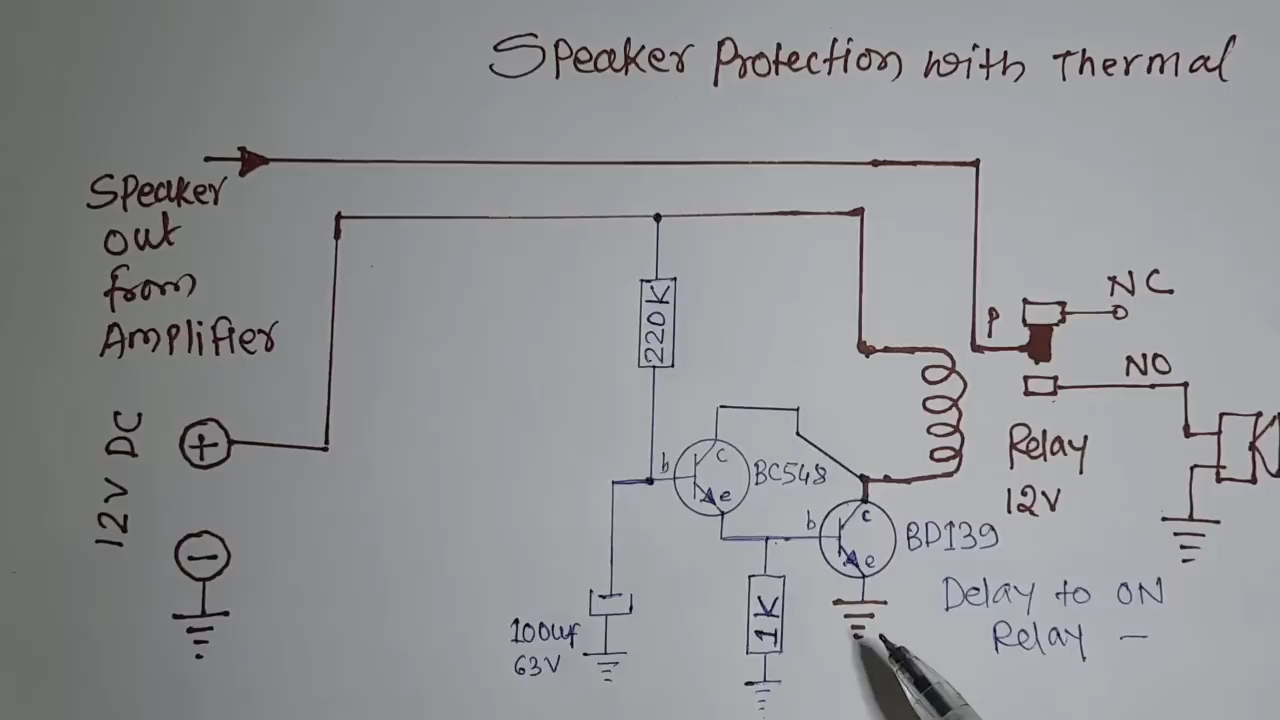 Speaker Protection with Thermal
Speaker
out
from
Amplifier
12V DC
+
−
220K
b
c
e
BC548
100uf
63V
1K
b
c
e
BD139
P
NC
NO
Relay
12V
Delay to ON
Relay –